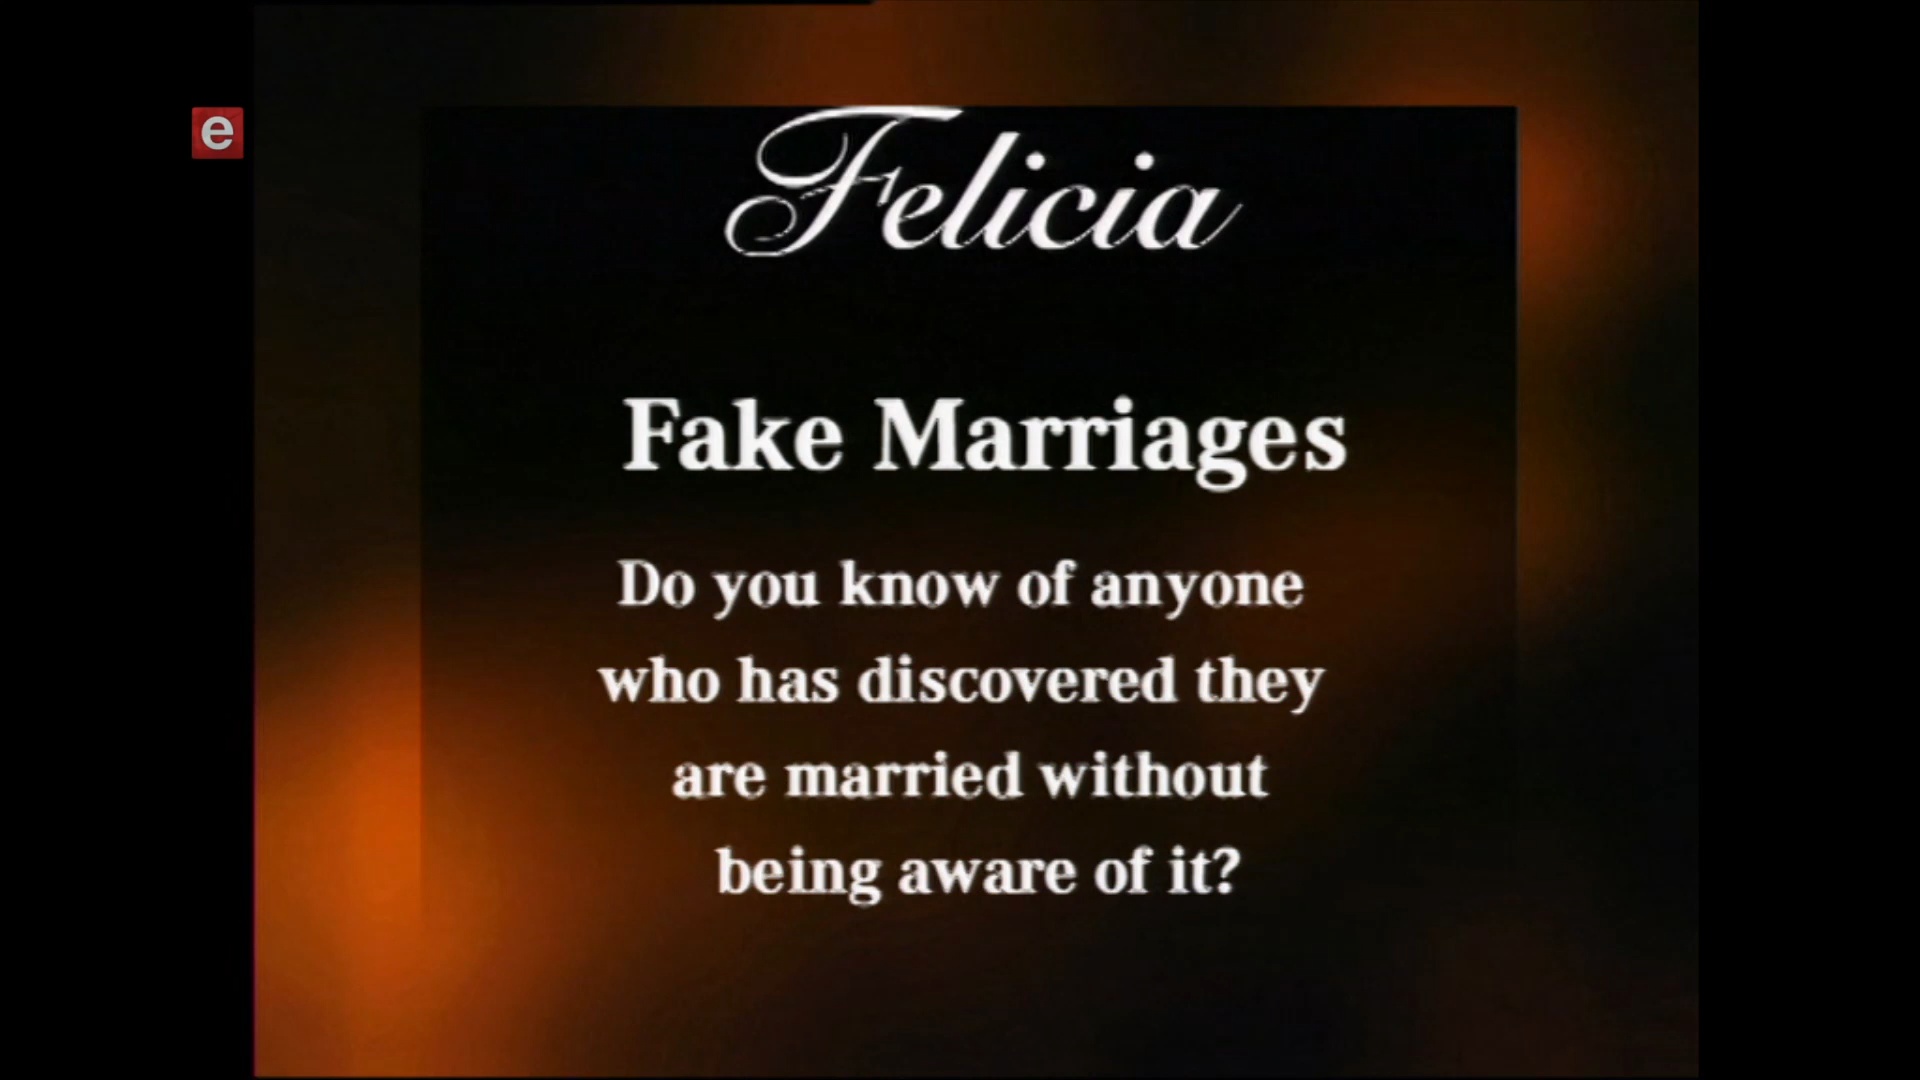 e
Felicia
Fake Marriages
Do you know of anyone
who has discovered they
are married without
being aware of it?